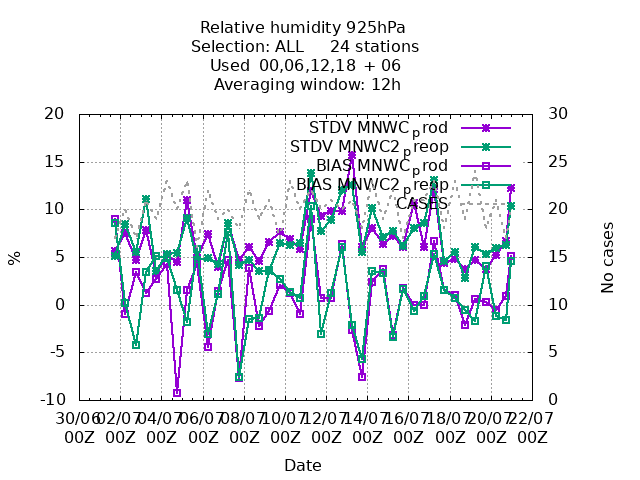 Relative humidity 925hPa
Selection: ALL 24 stations
Used 00,06,12,18 + 06
Averaging window: 12h
20 30
STDV MNWC_prod
STDV MNWC2_preop
15 25
BIAS MNWC_prod
BIAS MNWC2_preop
CASES
10 20
5 15
% No cases
0 10
-5 5
-10 0
30/06 02/07 04/07 06/07 08/07 10/07 12/07 14/07 16/07 18/07 20/07 22/07
00Z 00Z 00Z 00Z 00Z 00Z 00Z 00Z 00Z 00Z 00Z 00Z
Date